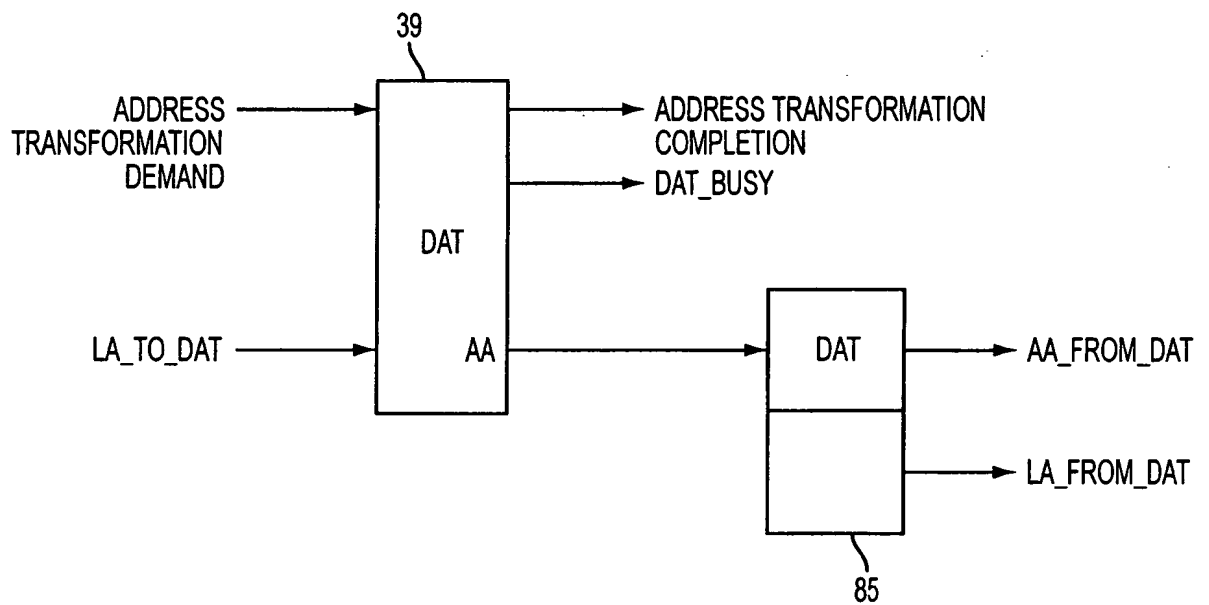 39
ADDRESS
TRANSFORMATION
DEMAND
ADDRESS TRANSFORMATION
COMPLETION
DAT_BUSY
DAT
LA_TO_DAT
AA
DAT
AA_FROM_DAT
LA_FROM_DAT
85